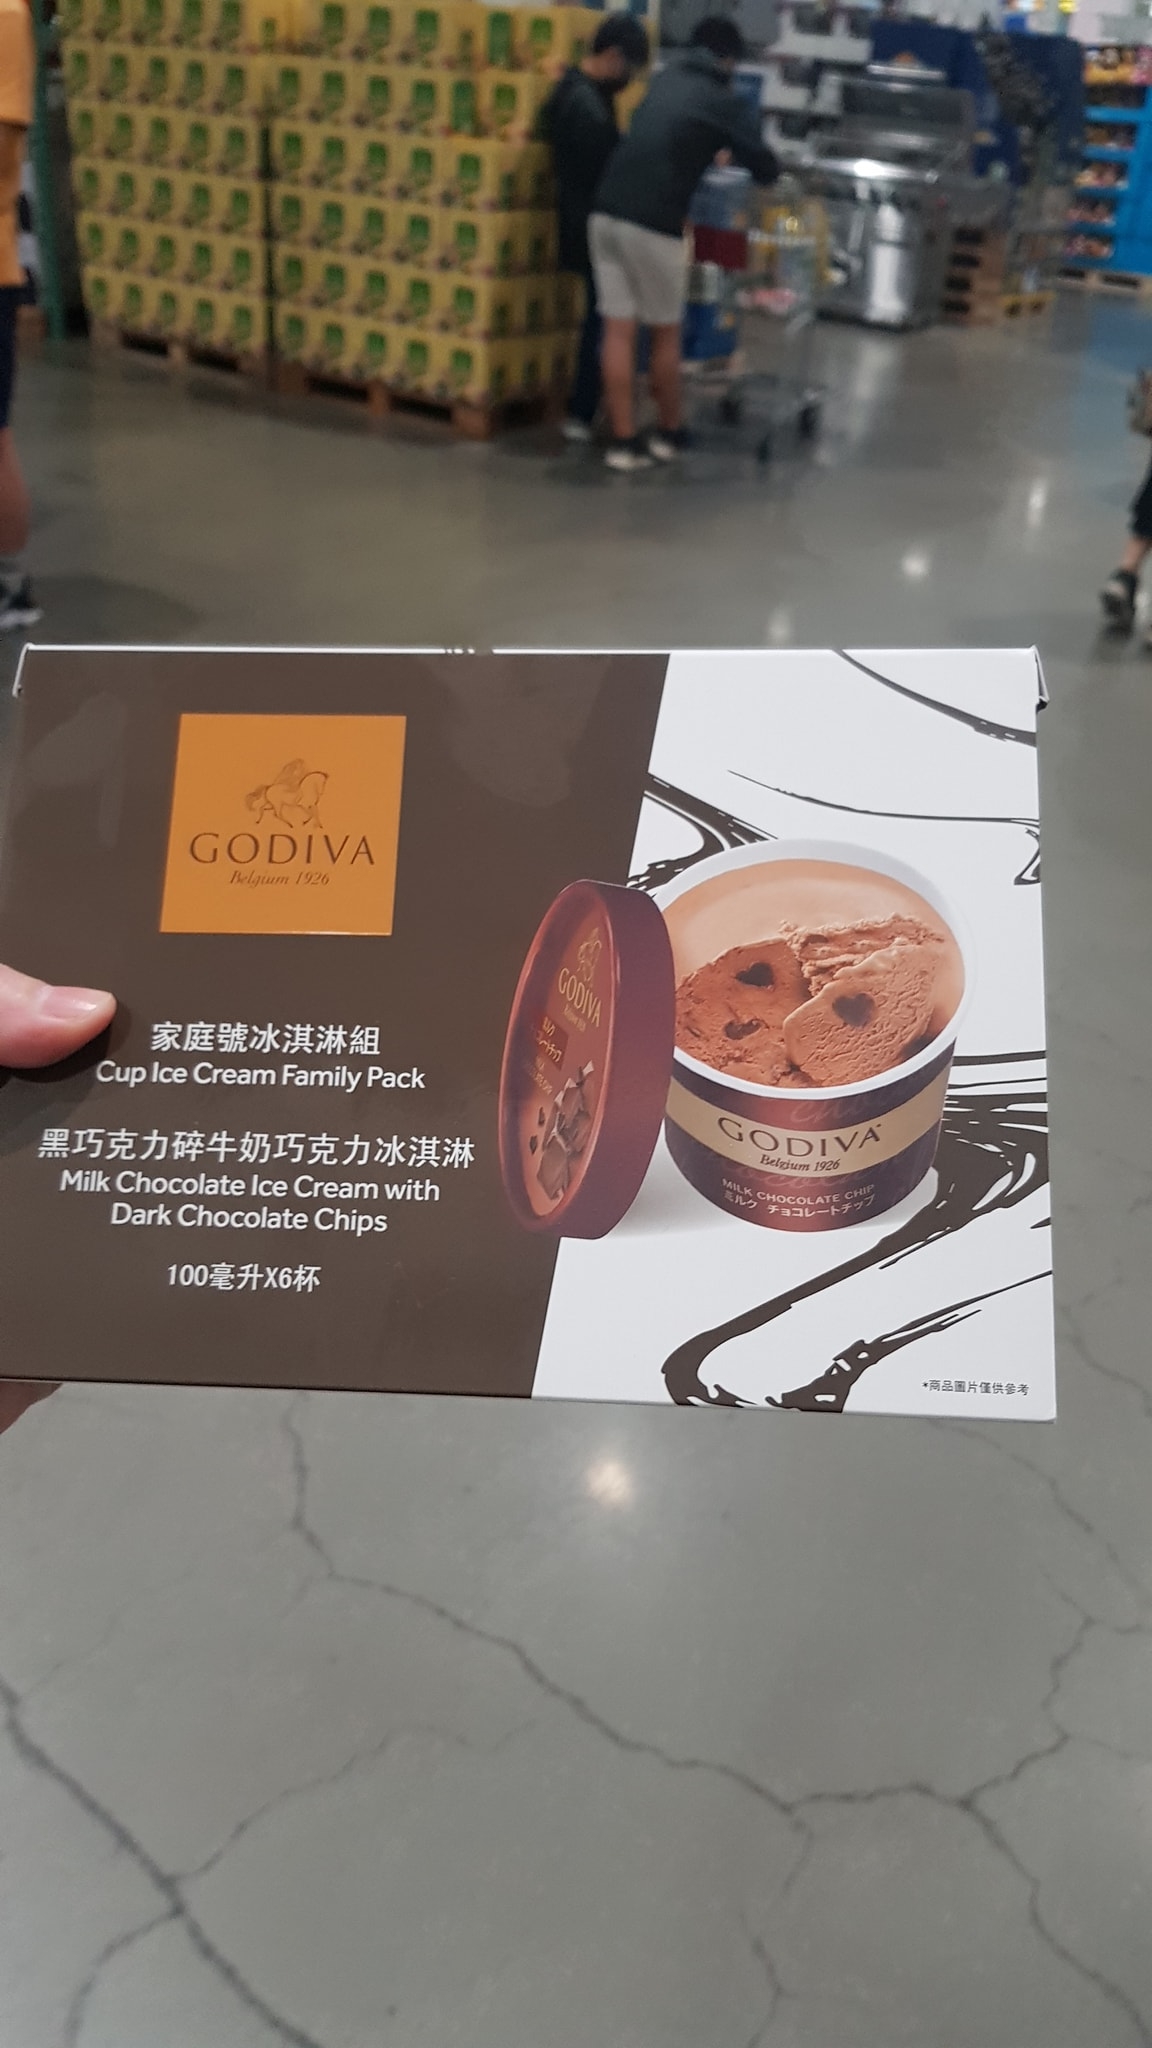 GODIVA
Belgium 1926
家庭號冰淇淋組
Cup Ice Cream Family Pack
黑巧克力碎牛奶巧克力冰淇淋
Milk Chocolate Ice Cream with
Dark Chocolate Chips
100毫升X6杯
GODIVA
GODIVA
Belgium 1926
MILK CHOCOLATE CHIP
ミルク チョコレートチップ
*商品圖片僅供參考